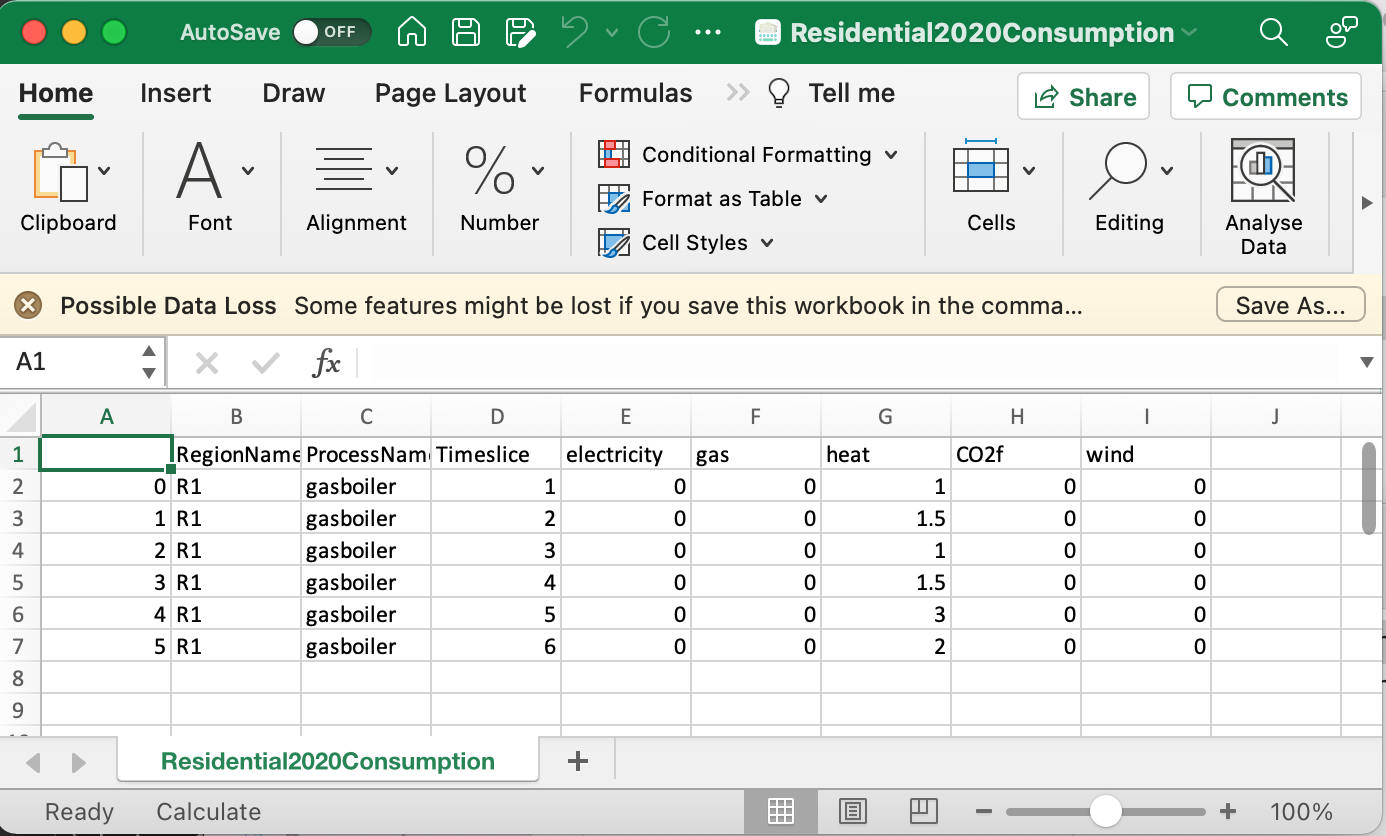 AutoSave OFF Residential2020Consumption
Home Insert Draw Page Layout Formulas Tell me Share Comments
Clipboard Font Alignment Number Conditional Formatting Format as Table Cell Styles Cells Editing Analyse Data
Possible Data Loss Some features might be lost if you save this workbook in the comma... Save As...
A1 fx
A B C D E F G H I J
1 RegionName ProcessNam Timeslice electricity gas heat CO2f wind
2 0 R1 gasboiler 1 0 0 1 0 0
3 1 R1 gasboiler 2 0 0 1.5 0 0
4 2 R1 gasboiler 3 0 0 1 0 0
5 3 R1 gasboiler 4 0 0 1.5 0 0
6 4 R1 gasboiler 5 0 0 3 0 0
7 5 R1 gasboiler 6 0 0 2 0 0
8
9
Residential2020Consumption
Ready Calculate 100%